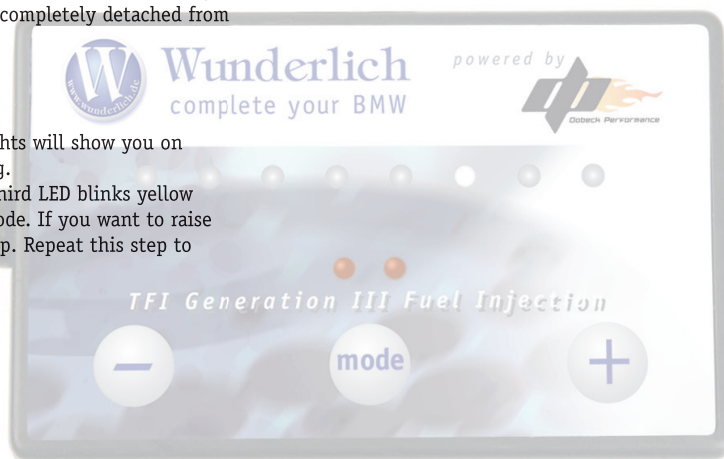 completely detached from
W
www.wunderlich.de
Wunderlich
complete your BMW
powered by
dp
Dobeck Performance
hts will show you on
g.
hird LED blinks yellow
ode. If you want to raise
p. Repeat this step to
TFI Generation III Fuel Injection
–
mode
+